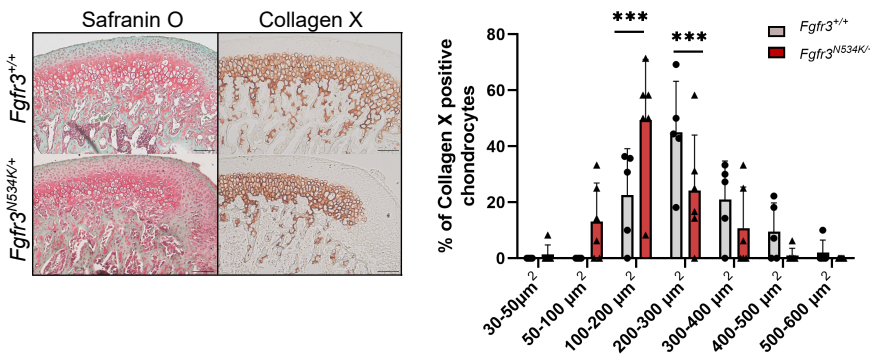 Safranin O
Collagen X
Fgfr3+/+
Fgfr3N534K/+
% of Collagen X positive
chondrocytes
80
60
40
20
0
***
***
Fgfr3+/+
Fgfr3N534K/+
30-50µm2
50-100 µm2
100-200 µm2
200-300 µm2
300-400 µm2
400-500 µm2
500-600 µm2